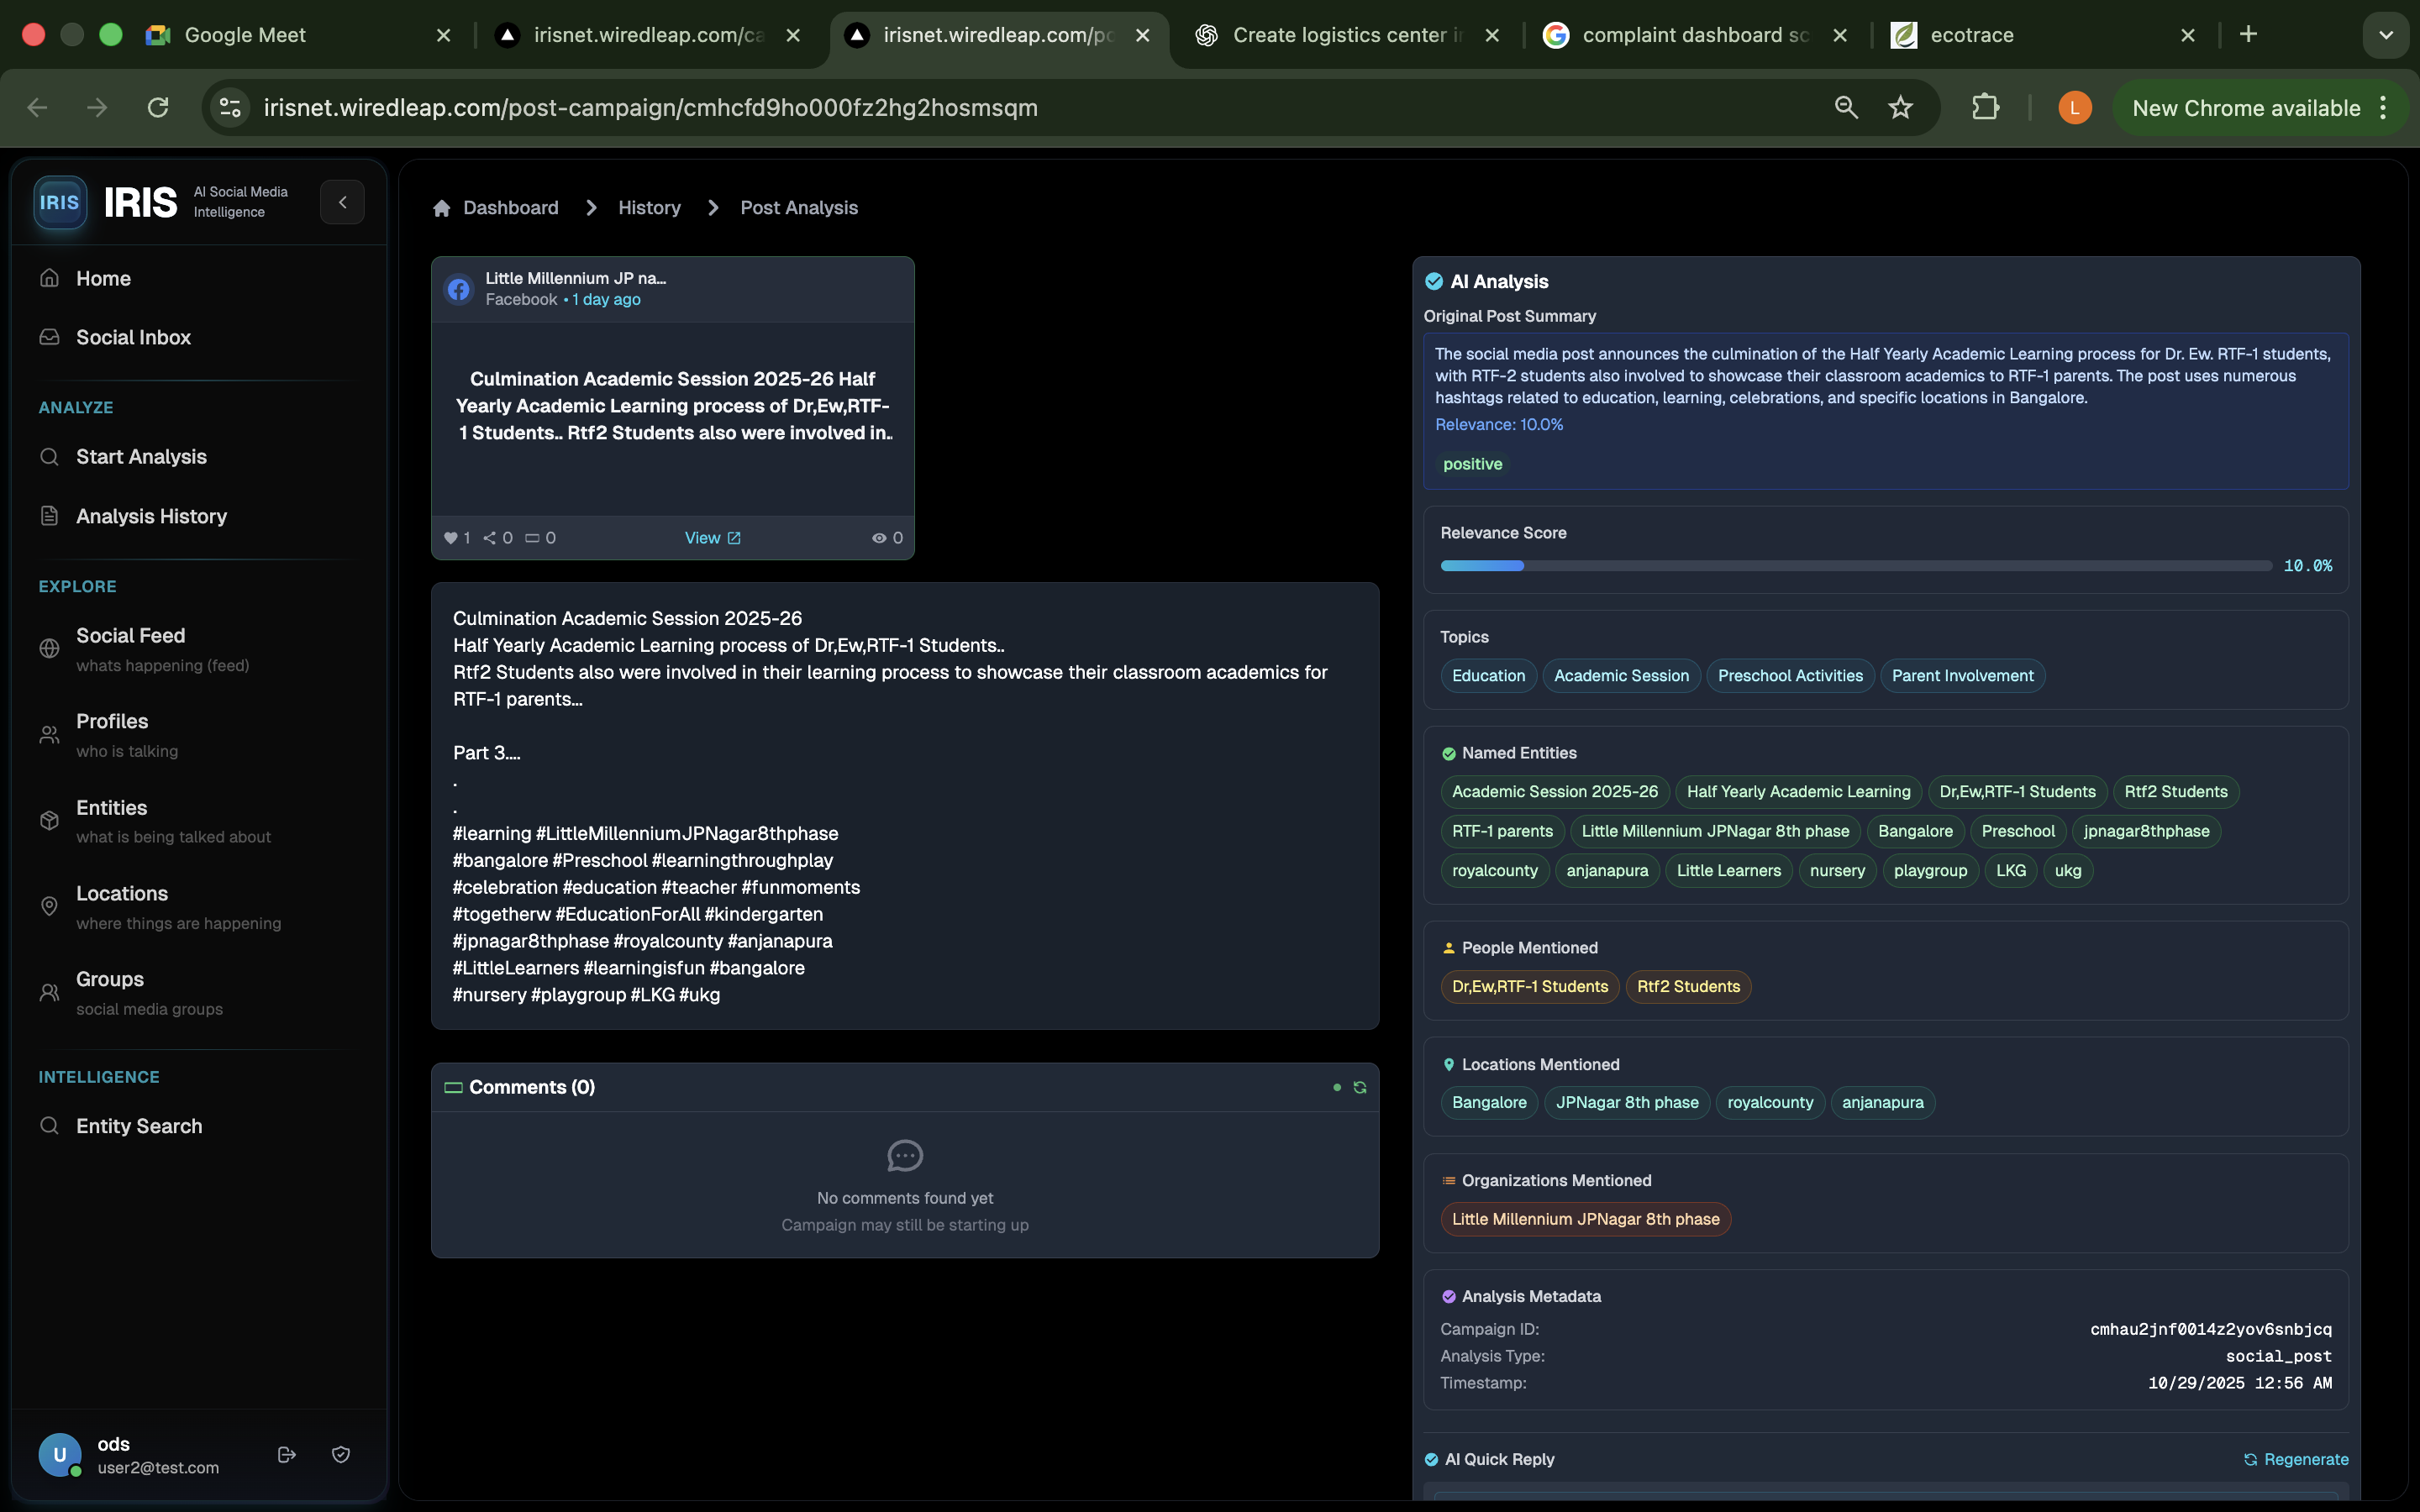 Google Meet
irisnet.wiredleap.com/ca
irisnet.wiredleap.com/po
Create logistics center i
complaint dashboard sc
ecotrace
irisnet.wiredleap.com/post-campaign/cmhcfd9ho000fz2hg2hosmsqm
L
New Chrome available
IRIS
IRIS
AI Social Media
Intelligence
Home
Social Inbox
ANALYZE
Start Analysis
Analysis History
EXPLORE
Social Feed
whats happening (feed)
Profiles
who is talking
Entities
what is being talked about
Locations
where things are happening
Groups
social media groups
INTELLIGENCE
Entity Search
U
ods
user2@test.com
Dashboard
History
Post Analysis
Little Millennium JP na...
Facebook • 1 day ago
Culmination Academic Session 2025-26 Half
Yearly Academic Learning process of Dr,Ew,RTF-
1 Students.. Rtf2 Students also were involved in..
1
0
0
View
0
Culmination Academic Session 2025-26
Half Yearly Academic Learning process of Dr,Ew,RTF-1 Students..
Rtf2 Students also were involved in their learning process to showcase their classroom academics for
RTF-1 parents...
Part 3....
.
.
#learning #LittleMillenniumJPNagar8thphase
#bangalore #Preschool #learningthroughplay
#celebration #education #teacher #funmoments
#togetherw #EducationForAll #kindergarten
#jpnagar8thphase #royalcounty #anjanapura
#LittleLearners #learningisfun #bangalore
#nursery #playgroup #LKG #ukg
Comments (0)
No comments found yet
Campaign may still be starting up
AI Analysis
Original Post Summary
The social media post announces the culmination of the Half Yearly Academic Learning process for Dr. Ew. RTF-1 students,
with RTF-2 students also involved to showcase their classroom academics to RTF-1 parents. The post uses numerous
hashtags related to education, learning, celebrations, and specific locations in Bangalore.
Relevance: 10.0%
positive
Relevance Score
10.0%
Topics
Education
Academic Session
Preschool Activities
Parent Involvement
Named Entities
Academic Session 2025-26
Half Yearly Academic Learning
Dr,Ew,RTF-1 Students
Rtf2 Students
RTF-1 parents
Little Millennium JPNagar 8th phase
Bangalore
Preschool
jpnagar8thphase
royalcounty
anjanapura
Little Learners
nursery
playgroup
LKG
ukg
People Mentioned
Dr,Ew,RTF-1 Students
Rtf2 Students
Locations Mentioned
Bangalore
JPNagar 8th phase
royalcounty
anjanapura
Organizations Mentioned
Little Millennium JPNagar 8th phase
Analysis Metadata
Campaign ID:
cmhau2jnf0014z2yov6snbjcq
Analysis Type:
social_post
Timestamp:
10/29/2025 12:56 AM
AI Quick Reply
Regenerate